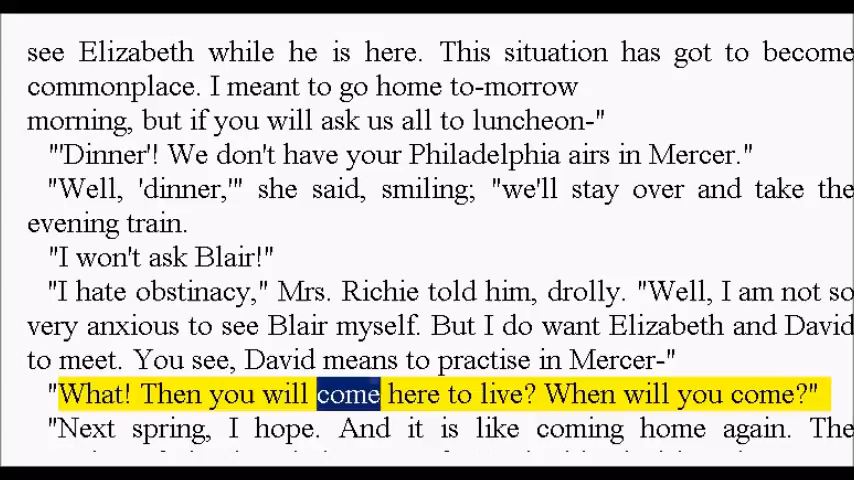 see Elizabeth while he is here. This situation has got to become
commonplace. I meant to go home to-morrow
morning, but if you will ask us all to luncheon-"
"'Dinner'! We don't have your Philadelphia airs in Mercer."
"Well, 'dinner,'" she said, smiling; "we'll stay over and take the
evening train.
"I won't ask Blair!"
"I hate obstinacy," Mrs. Richie told him, drolly. "Well, I am not so
very anxious to see Blair myself. But I do want Elizabeth and David
to meet. You see, David means to practise in Mercer-"
"What! Then you will come here to live? When will you come?"
"Next spring, I hope. And it is like coming home again. The